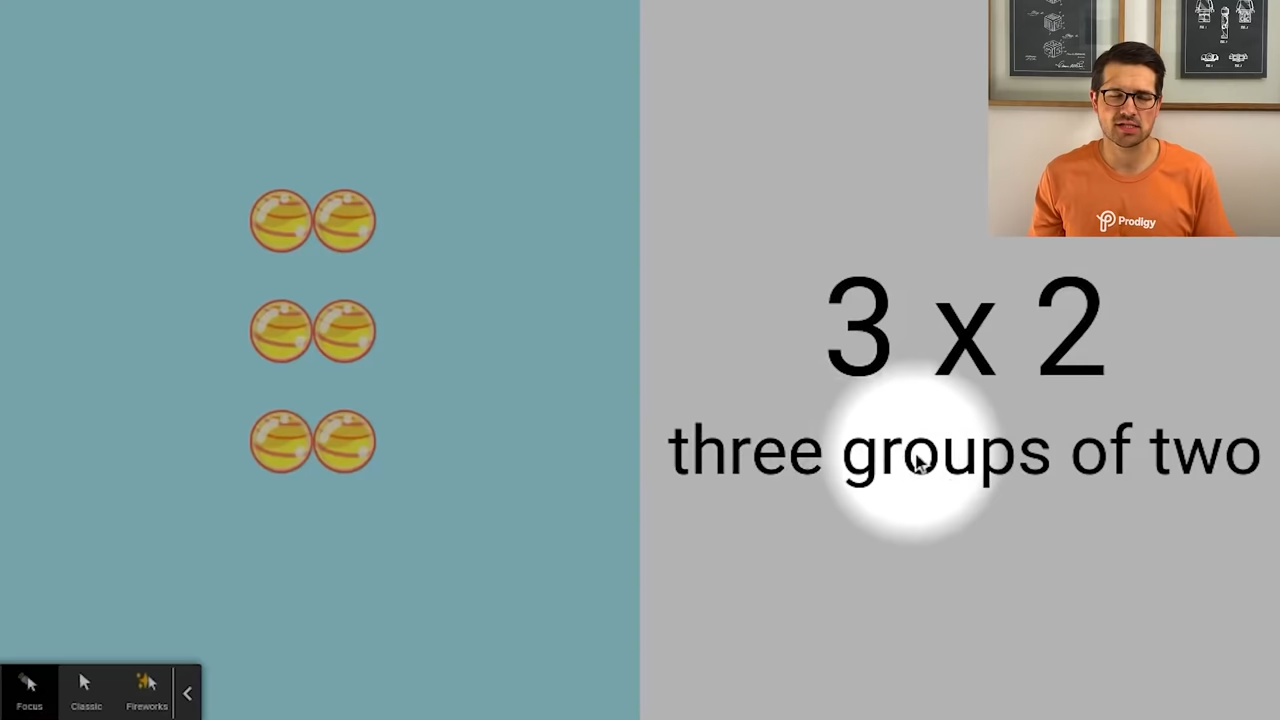 Prodigy
3 x 2
three groups of two
Focus
Classic
Fireworks